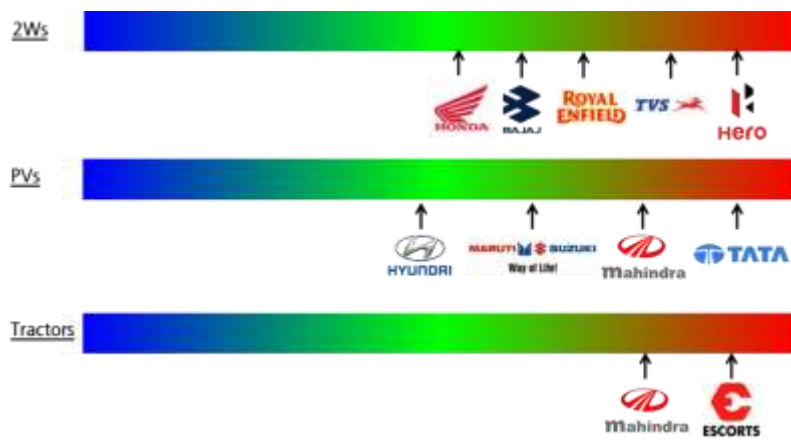 2Ws
HONDA
BAJAJ
ROYAL
ENFIELD
TVS
Hero
PVs
HYUNDAI
MARUTI SUZUKI
Way of Life!
mahindra
TATA
Tractors
mahindra
ESCORTS